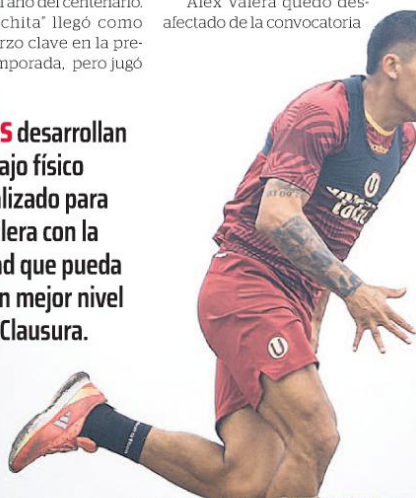 l año del centenario.
chita” llegó como
rzo clave en la pre-
mporada, pero jugó
Alex Valera quedó des-
afectado de la convocatoria
S desarrollan
ajo físico
alizado para
lera con la
ad que pueda
n mejor nivel
Clausura.
U
U